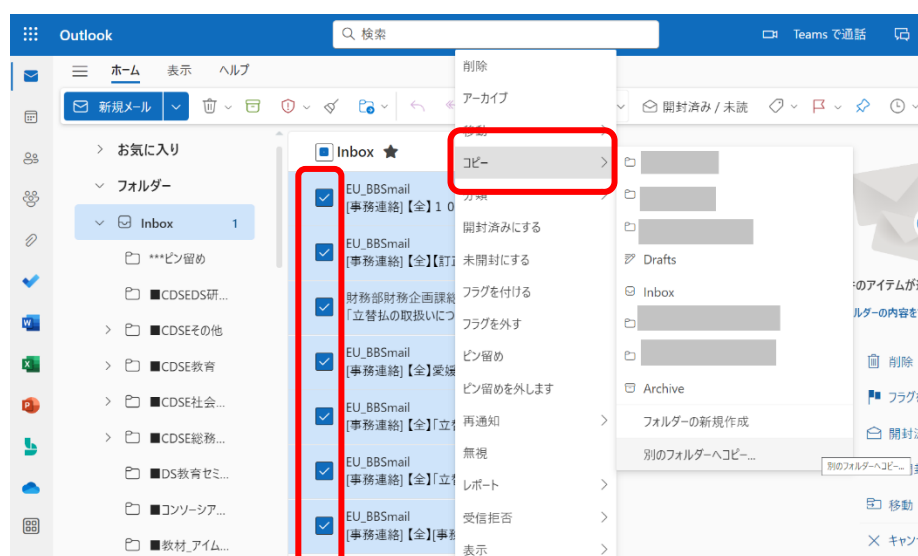 Outlook
検索
Teams で通話
ホーム 表示 ヘルプ
新規メール
開封済み / 未読
お気に入り
フォルダー
Inbox 1
***ピン留め
■CDSEDS研...
■CDSEその他
■CDSE教育
■CDSE社会...
■CDSE総務...
■DS教育セミ...
■コンソーシア...
■教材_アイム...
Inbox
EU_BBSmail
[事務連絡]【全】１０
EU_BBSmail
[事務連絡]【全】【訂
財務部財務企画課総
「立替払の取扱いにつ
EU_BBSmail
[事務連絡]【全】愛媛
EU_BBSmail
[事務連絡]【全】「立
EU_BBSmail
[事務連絡]【全】「立
EU_BBSmail
[事務連絡]【全】[事務
削除
アーカイブ
移動
コピー
分類
開封済みにする
未開封にする
フラグを付ける
フラグを外す
ピン留め
ピン留めを外します
再通知
無視
レポート
受信拒否
表示
Drafts
Inbox
Archive
フォルダーの新規作成
別のフォルダーへコピー...
別のフォルダーへコピー...
のアイテムが
ルダーの内容を
削除
フラグ
開封
移動
キャン